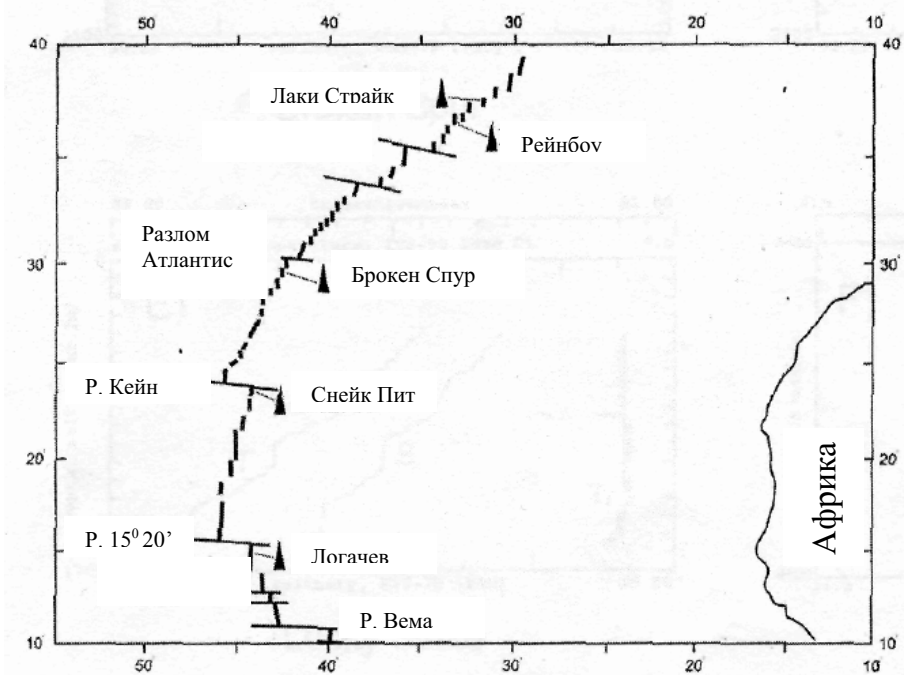 50° 40° 30° 20° 10°
40° 40°
Лаки Страйк
Рейнбоу
Разлом
Атлантис
30° 30°
Брокен Спур
Р. Кейн
Снейк Пит
20° 20°
Африка
Р. 15⁰ 20’
Логачев
Р. Вема
10° 10°
50° 40° 30° 20° 10°